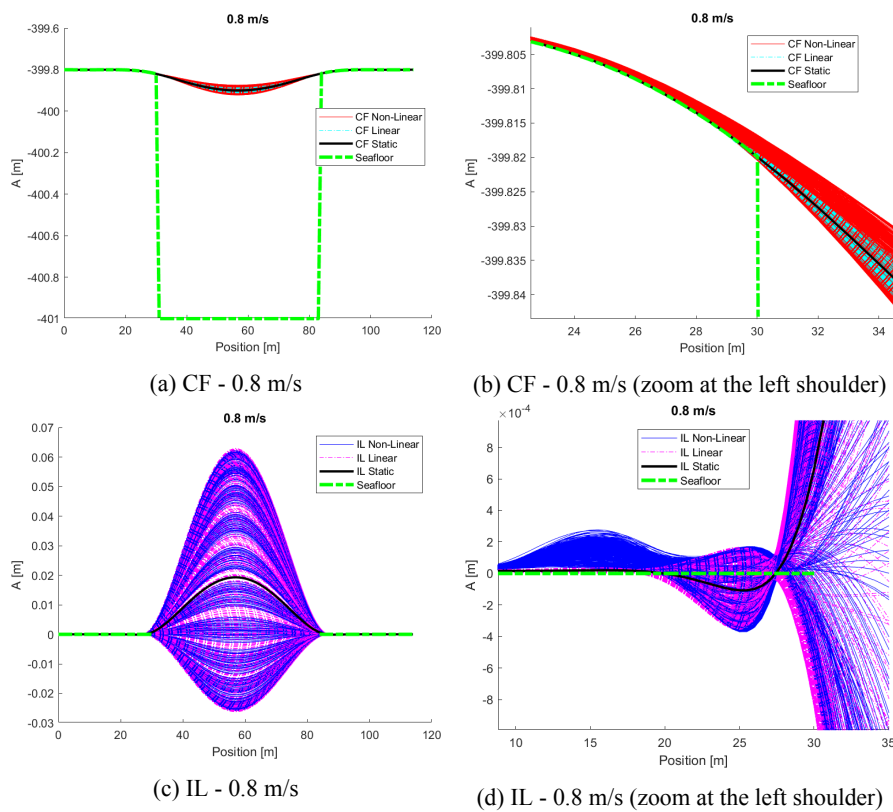 0.8 m/s
-399.6
-399.8
-400
-400.2
-400.4
-400.6
-400.8
-401
A [m]
CF Non-Linear
CF Linear
CF Static
Seafloor
0 20 40 60 80 100 120
Position [m]
(a) CF - 0.8 m/s
0.8 m/s
-399.805
-399.81
-399.815
-399.82
-399.825
-399.83
-399.835
-399.84
A [m]
CF Non-Linear
CF Linear
CF Static
Seafloor
24 26 28 30 32 34
Position [m]
(b) CF - 0.8 m/s (zoom at the left shoulder)
0.8 m/s
0.07
0.06
0.05
0.04
0.03
0.02
0.01
0
-0.01
-0.02
-0.03
A [m]
IL Non-Linear
IL Linear
IL Static
Seafloor
0 20 40 60 80 100 120
Position [m]
(c) IL - 0.8 m/s
×10⁻⁴
0.8 m/s
8
6
4
2
0
-2
-4
-6
-8
A [m]
IL Non-Linear
IL Linear
IL Static
Seafloor
10 15 20 25 30 35
Position [m]
(d) IL - 0.8 m/s (zoom at the left shoulder)